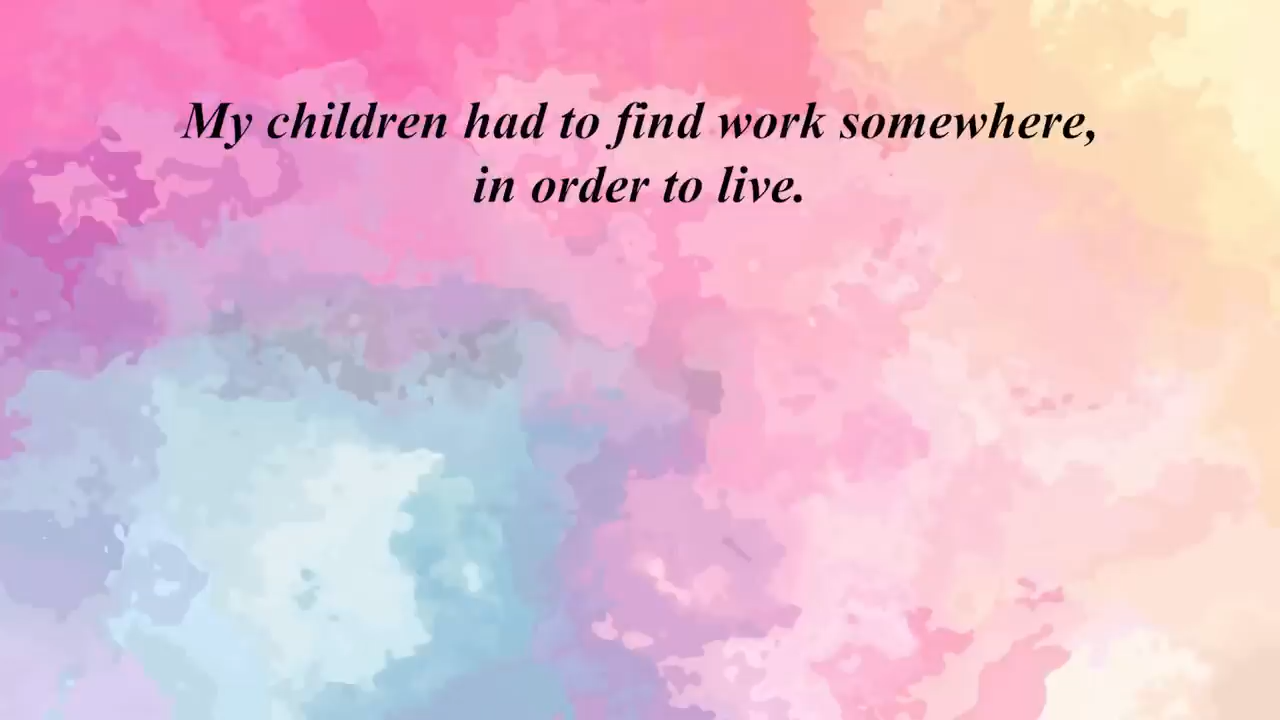 My children had to find work somewhere,
in order to live.